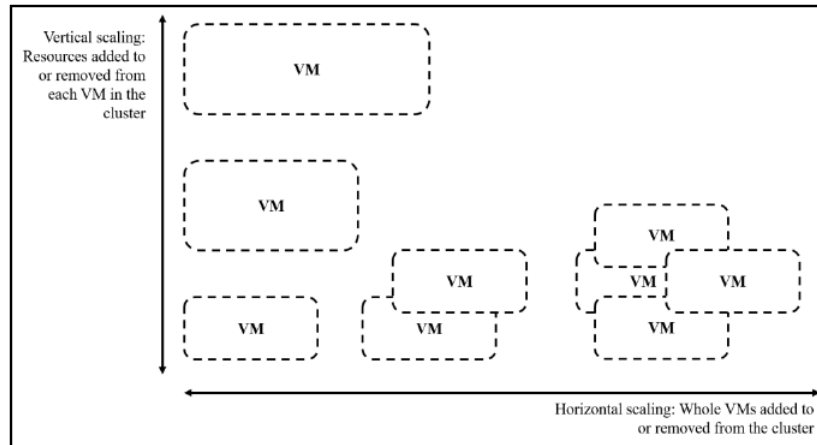 Vertical scaling:
Resources added to
or removed from
each VM in the
cluster
VM
VM
VM
VM
VM
VM
VM
VM
VM
Horizontal scaling: Whole VMs added to
or removed from the cluster